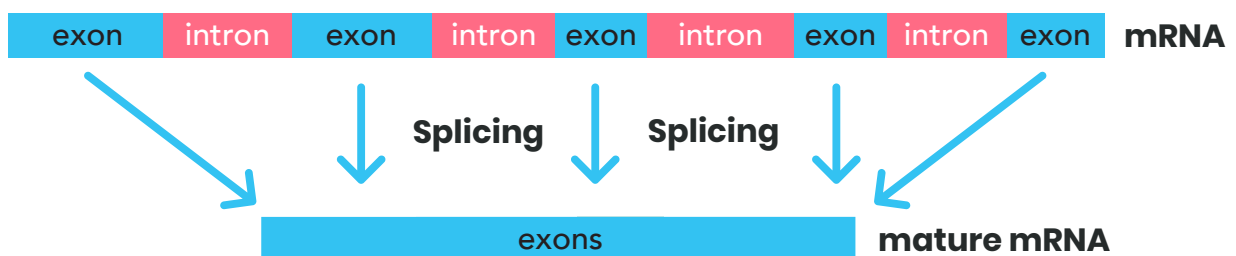 exon intron exon intron exon intron exon intron exon mRNA
Splicing Splicing
exons mature mRNA